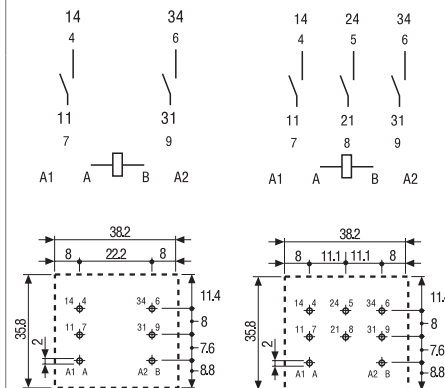 14 34
4 6
11 31
7 9
A1 A B A2
14 24 34
4 5 6
11 21 31
7 8 9
A1 A B A2
38.2
8 22.2 8
35.8
2
14 4 34 6
11 7 31 9
A1 A A2 B
11.4
8
7.6
8.8
38.2
8 11.1 11.1 8
35.8
2
14 4 24 5 34 6
11 7 21 8 31 9
A1 A A2 B
8
7.6
8.8